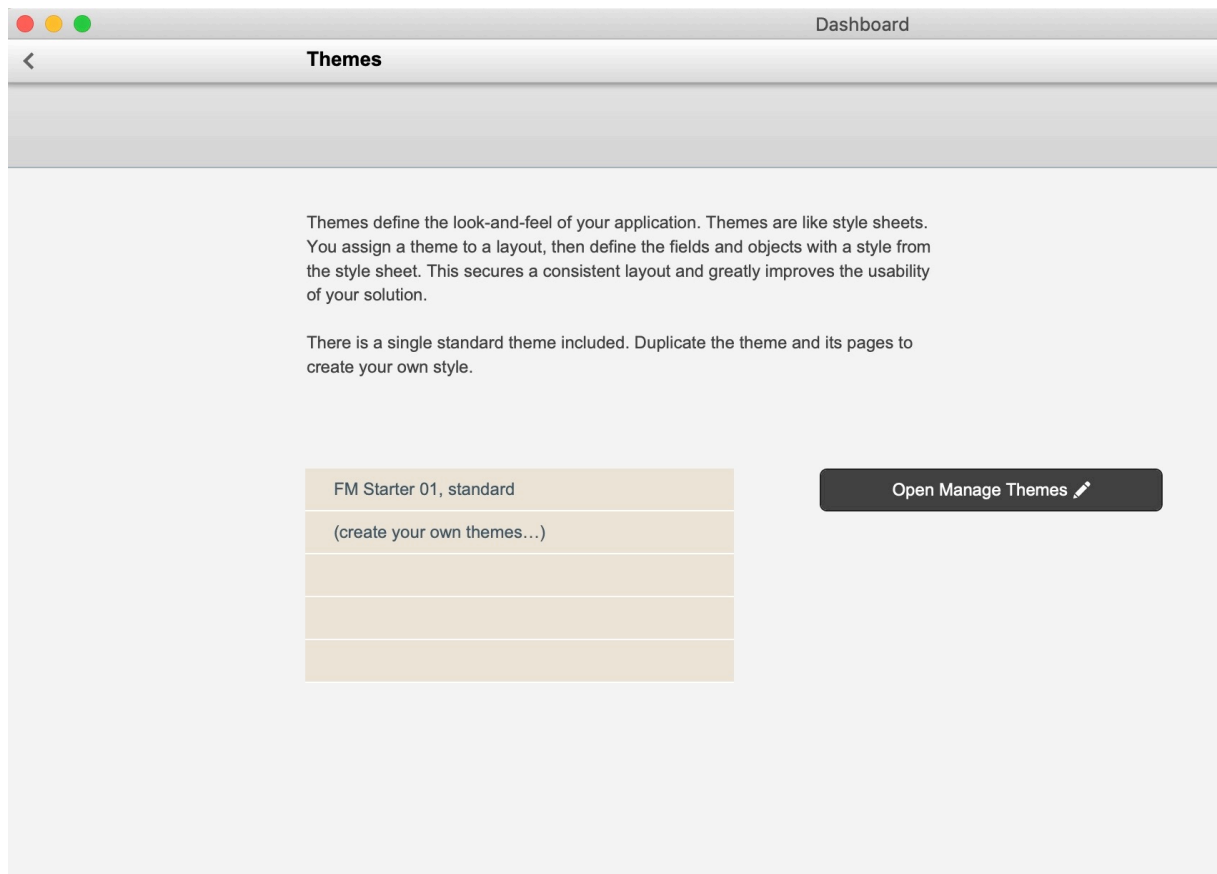 Dashboard
Themes
Themes define the look-and-feel of your application. Themes are like style sheets.
You assign a theme to a layout, then define the fields and objects with a style from
the style sheet. This secures a consistent layout and greatly improves the usability
of your solution.
There is a single standard theme included. Duplicate the theme and its pages to
create your own style.
FM Starter 01, standard
Open Manage Themes
(create your own themes…)